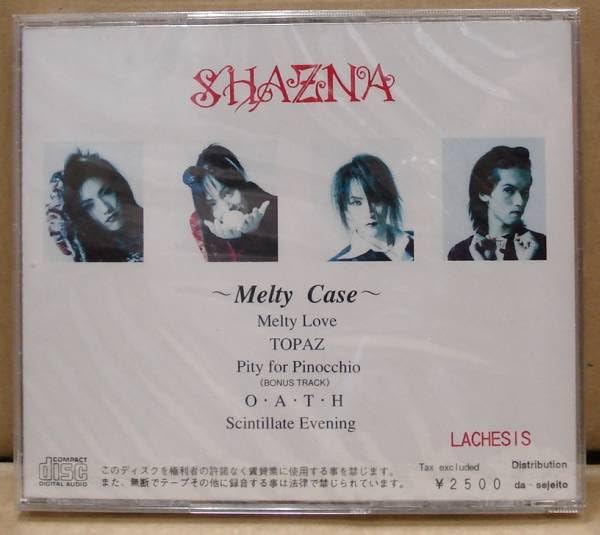 SHAZNA
～Melty Case～
Melty Love
TOPAZ
Pity for Pinocchio
(BONUS TRACK)
O・A・T・H
Scintillate Evening
LACHESIS
COMPACT
disc
DIGITAL AUDIO
このディスクを権利者の許諾なく賃貸業に使用する事を禁じます。
また、無断でテープその他に録音する事は法律で禁じられています。
Tax excluded
¥2500
Distribution
da-sejeito